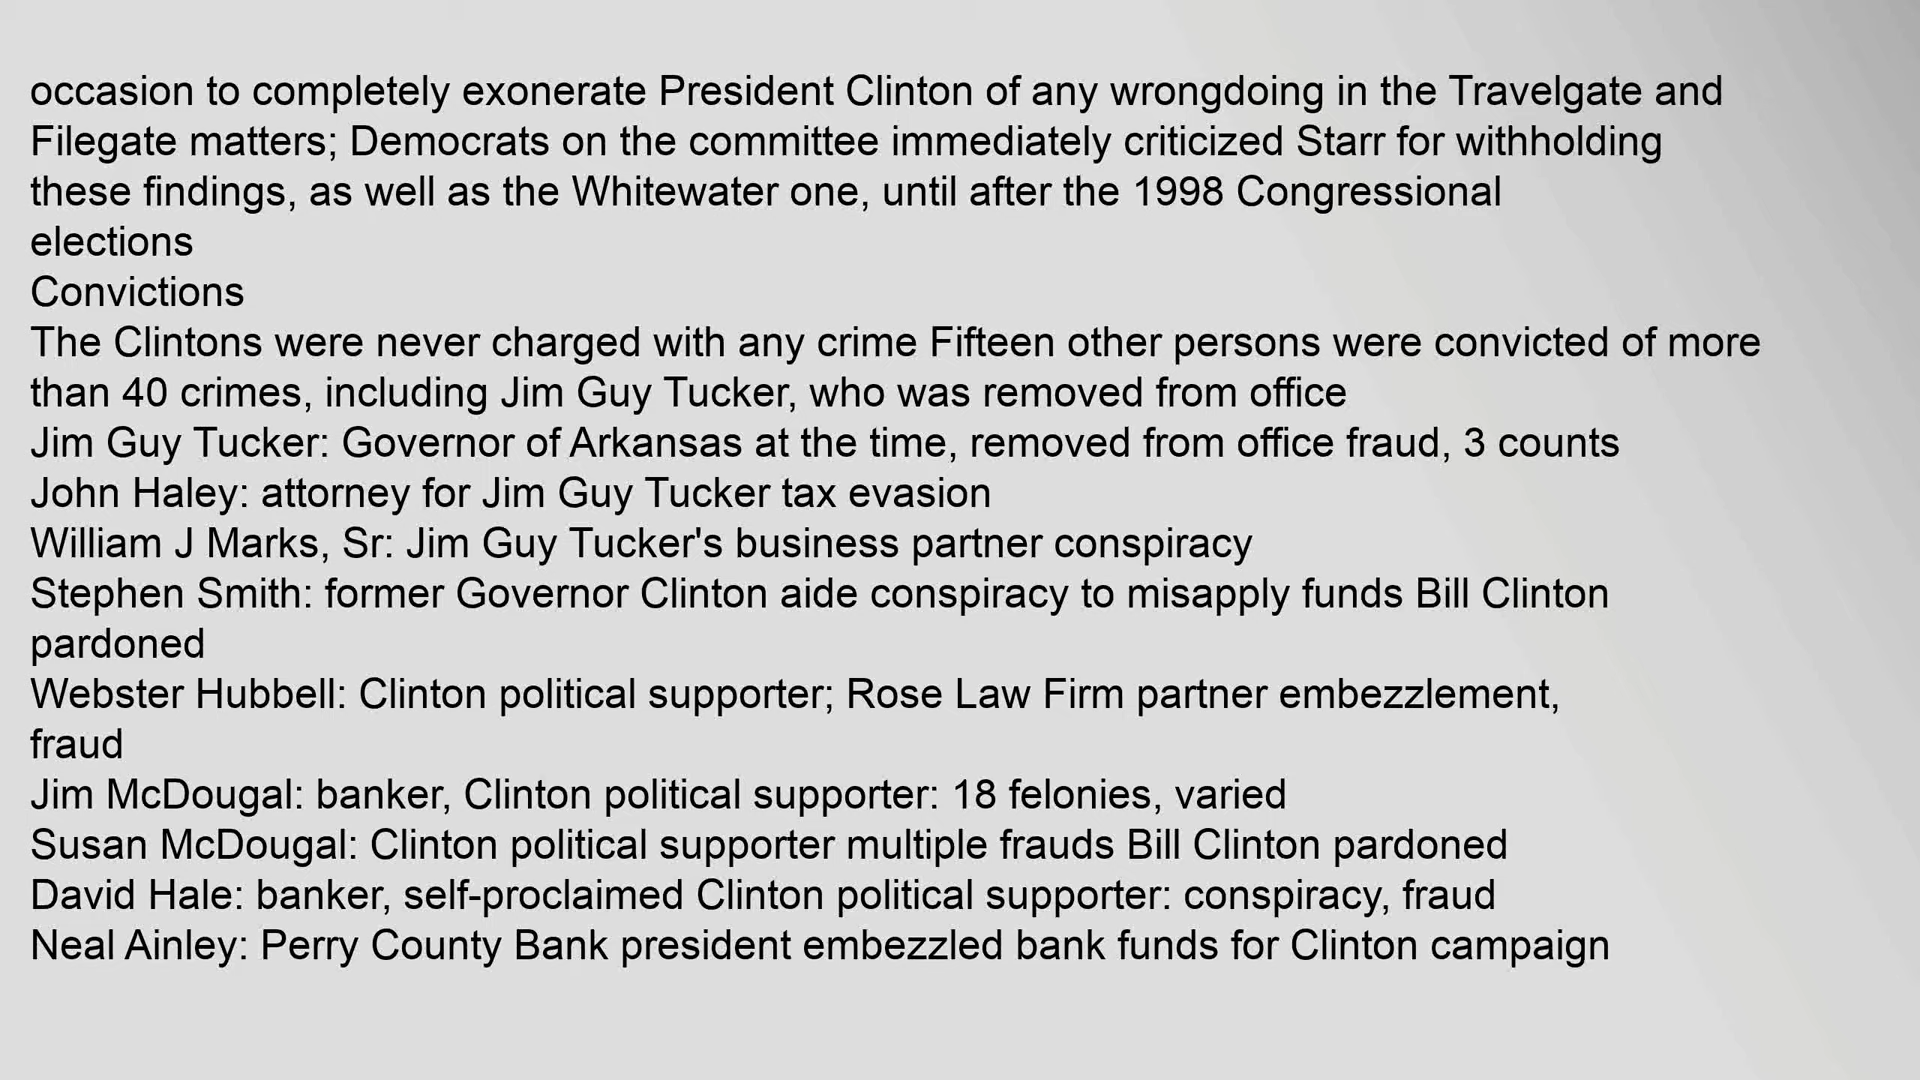 occasion to completely exonerate President Clinton of any wrongdoing in the Travelgate and
Filegate matters; Democrats on the committee immediately criticized Starr for withholding
these findings, as well as the Whitewater one, until after the 1998 Congressional
elections
Convictions
The Clintons were never charged with any crime Fifteen other persons were convicted of more
than 40 crimes, including Jim Guy Tucker, who was removed from office
Jim Guy Tucker: Governor of Arkansas at the time, removed from office fraud, 3 counts
John Haley: attorney for Jim Guy Tucker tax evasion
William J Marks, Sr: Jim Guy Tucker's business partner conspiracy
Stephen Smith: former Governor Clinton aide conspiracy to misapply funds Bill Clinton
pardoned
Webster Hubbell: Clinton political supporter; Rose Law Firm partner embezzlement,
fraud
Jim McDougal: banker, Clinton political supporter: 18 felonies, varied
Susan McDougal: Clinton political supporter multiple frauds Bill Clinton pardoned
David Hale: banker, self-proclaimed Clinton political supporter: conspiracy, fraud
Neal Ainley: Perry County Bank president embezzled bank funds for Clinton campaign